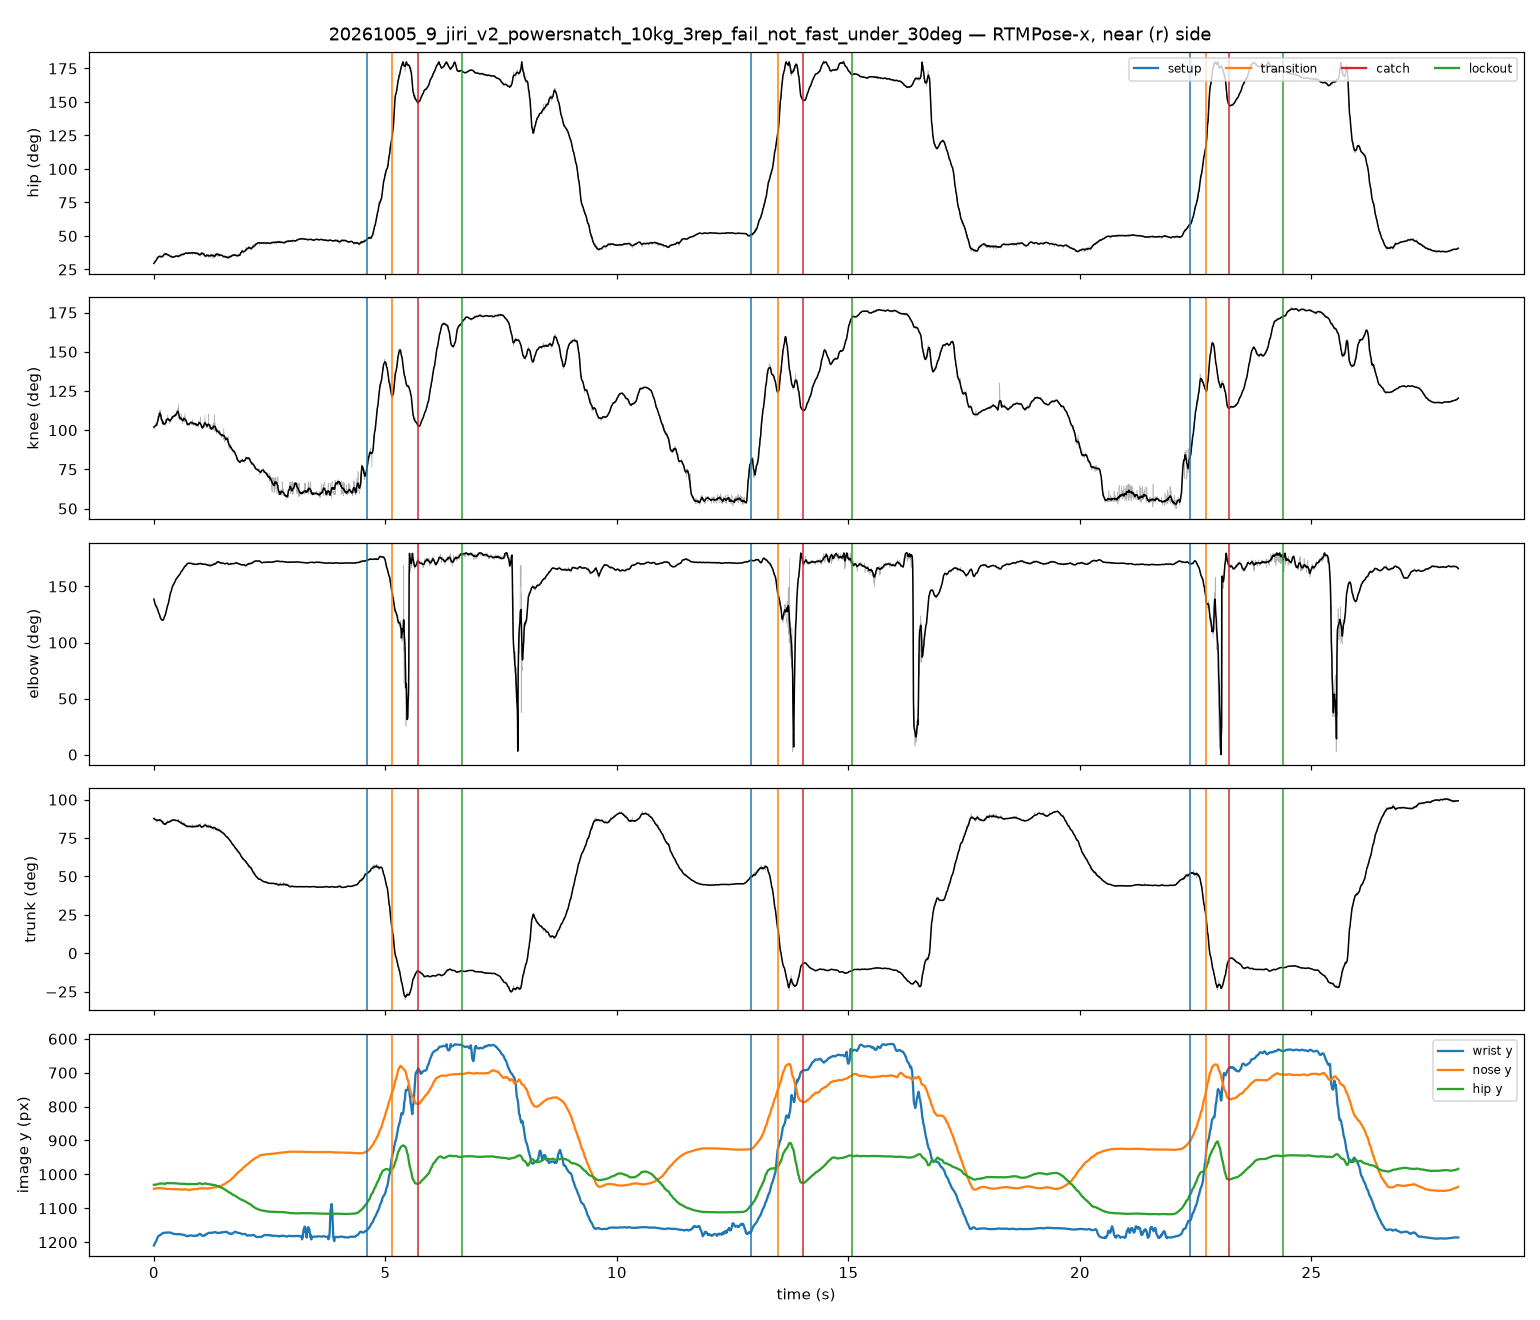 20261005_9_jiri_v2_powersnatch_10kg_3rep_fail_not_fast_under_30deg — RTMPose-x, near (r) side
setup transition catch lockout
hip (deg)
175
150
125
100
75
50
25
knee (deg)
175
150
125
100
75
50
elbow (deg)
150
100
50
0
trunk (deg)
100
75
50
25
0
−25
image y (px)
600
700
800
900
1000
1100
1200
wrist y
nose y
hip y
0 5 10 15 20 25
time (s)